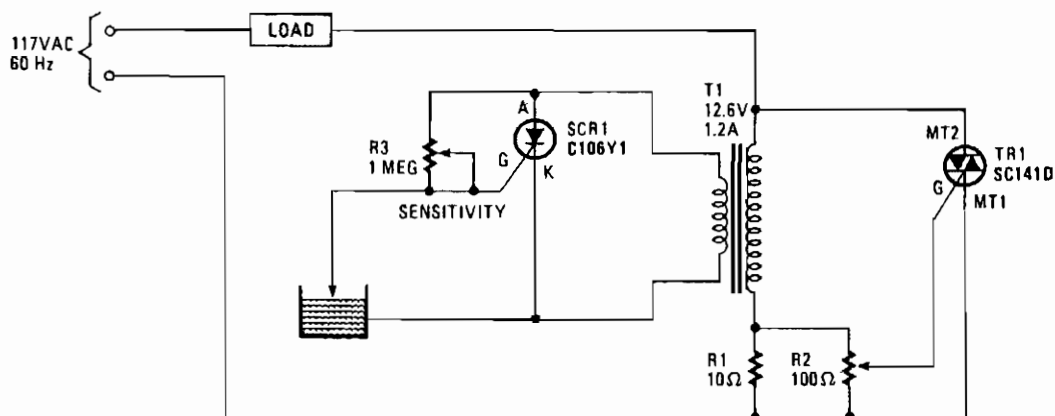 117VAC
60 Hz
LOAD
T1
12.6V
1.2A
A
SCR1
C106Y1
R3
1 MEG
G
K
SENSITIVITY
MT2
TR1
SC141D
G
MT1
R1
10Ω
R2
100Ω